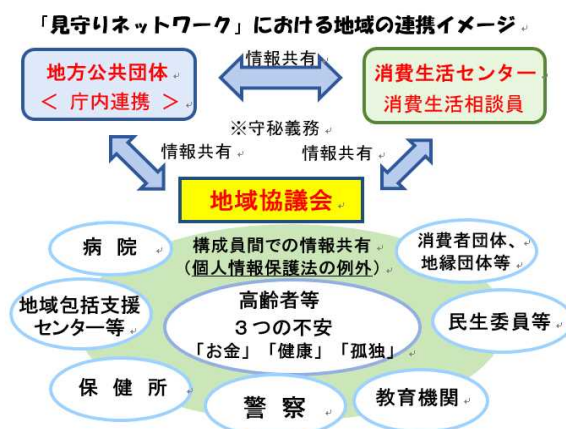 「見守りネットワーク」における地域の連携イメージ
地方公共団体
＜ 庁内連携 ＞
情報共有
消費生活センター
消費生活相談員
※守秘義務
情報共有
情報共有
地域協議会
病院
構成員間での情報共有
（個人情報保護法の例外）
消費者団体、
地縁団体等
地域包括支援
センター等
高齢者等
３つの不安
「お金」「健康」「孤独」
民生委員等
保健所
警察
教育機関